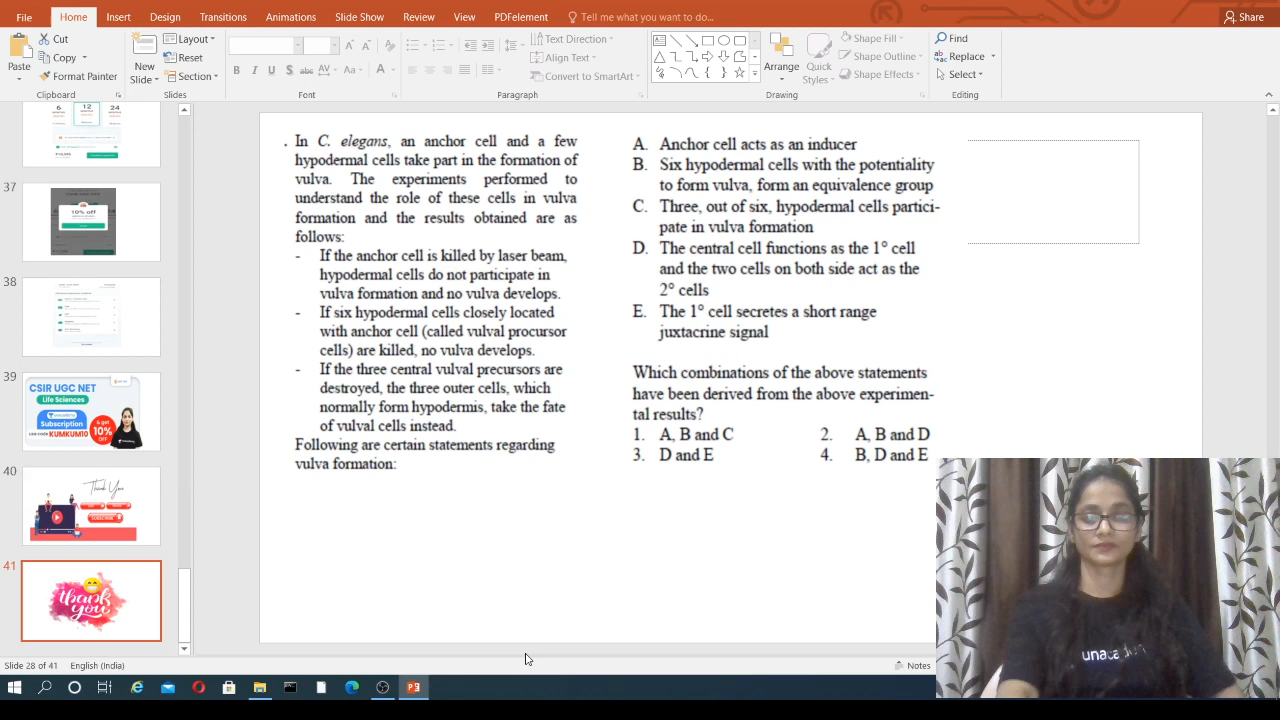 File Home Insert Design Transitions Animations Slide Show Review View PDFelement Tell me what you want to do... Share
Paste
Cut
Copy
Format Painter
Clipboard
New
Slide
Layout
Reset
Section
Slides
B I U S abc AV Aa A
Font
Text Direction
Align Text
Convert to SmartArt
Paragraph
Arrange
Quick
Styles
Shape Fill
Shape Outline
Shape Effects
Drawing
Find
Replace
Select
Editing
6 12 24
37
10% off
38
39
CSIR UGC NET
Life Sciences
Subscription
KUMKUM10
& get
10%
OFF
40
Thank You
SUBSCRIBE
41
thank
you
. In C. elegans, an anchor cell and a few
hypodermal cells take part in the formation of
vulva. The experiments performed to
understand the role of these cells in vulva
formation and the results obtained are as
follows:
- If the anchor cell is killed by laser beam,
hypodermal cells do not participate in
vulva formation and no vulva develops.
- If six hypodermal cells closely located
with anchor cell (called vulval procursor
cells) are killed, no vulva develops.
- If the three central vulval precursors are
destroyed, the three outer cells, which
normally form hypodermis, take the fate
of vulval cells instead.
Following are certain statements regarding
vulva formation:
A. Anchor cell acts as an inducer
B. Six hypodermal cells with the potentiality
to form vulva, form an equivalence group
C. Three, out of six, hypodermal cells partici-
pate in vulva formation
D. The central cell functions as the 1° cell
and the two cells on both side act as the
2° cells
E. The 1° cell secretes a short range
juxtacrine signal
Which combinations of the above statements
have been derived from the above experimen-
tal results?
1. A, B and C 2. A, B and D
3. D and E 4. B, D and E
Slide 28 of 41 English (India) Notes